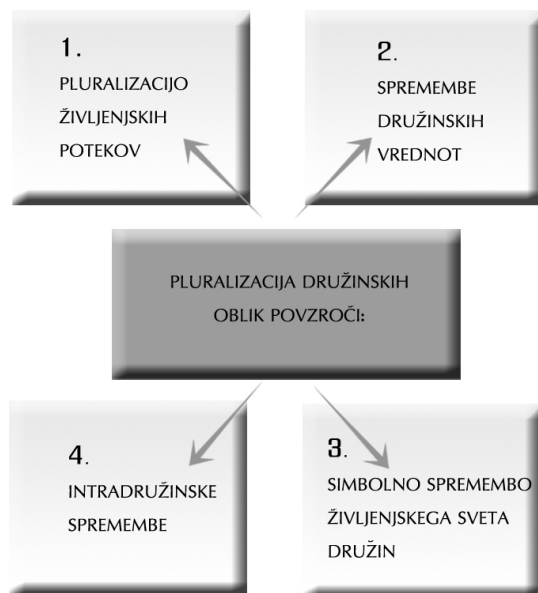 1.
PLURALIZACIJO
ŽIVLJENJSKIH
POTEKOV
2.
SPREMEMBE
DRUŽINSKIH
VREDNOT
PLURALIZACIJA DRUŽINSKIH
OBLIK POVZROČI:
4.
INTRADRUŽINSKE
SPREMEMBE
3.
SIMBOLNO SPREMEMBO
ŽIVLJENJSKEGA SVETA
DRUŽIN